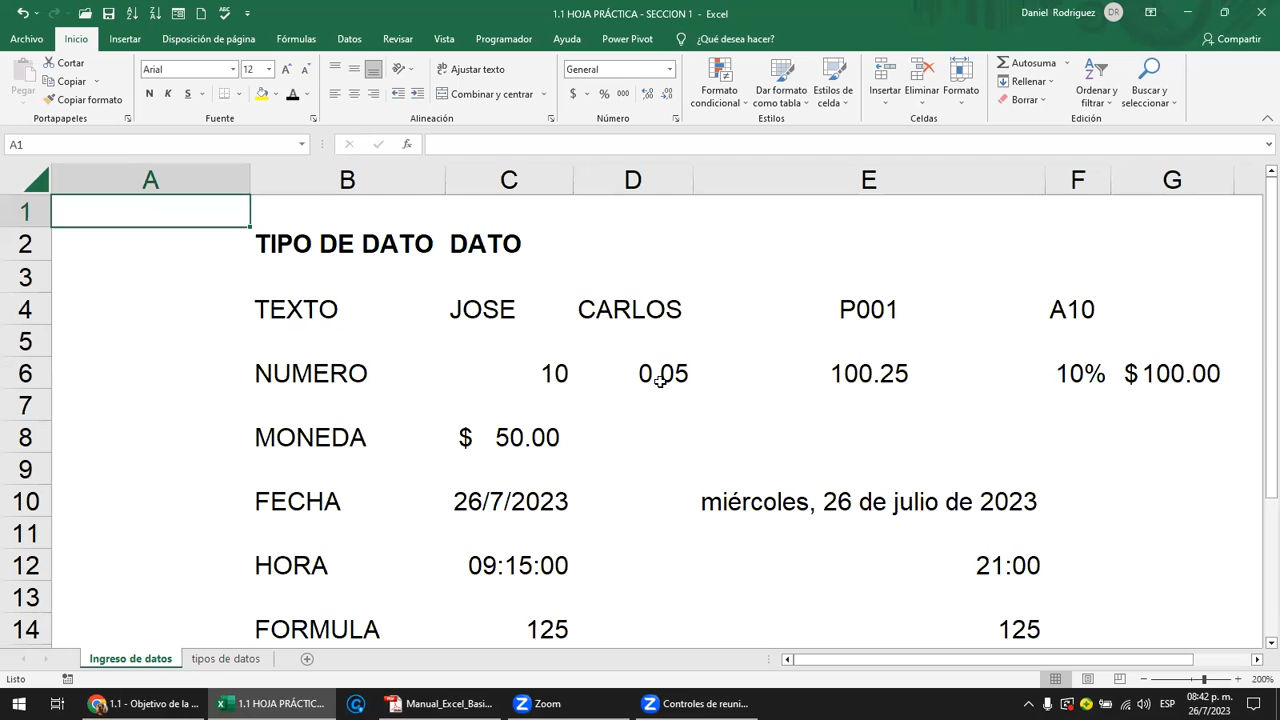 1.1 HOJA PRÁCTICA - SECCION 1 - Excel
Daniel Rodriguez DR
Archivo Inicio Insertar Disposición de página Fórmulas Datos Revisar Vista Programador Ayuda Power Pivot ¿Qué desea hacer? Compartir
Pegar
Cortar
Copiar
Copiar formato
Portapapeles
Arial 12
N K S A
Fuente
Ajustar texto
Combinar y centrar
Alineación
General
$ % 000
Número
Formato condicional
Dar formato como tabla
Estilos de celda
Estilos
Insertar Eliminar Formato
Celdas
Autosuma
Rellenar
Borrar
Ordenar y filtrar
Buscar y seleccionar
Edición
A1 fx
A B C D E F G
1
2 TIPO DE DATO DATO
3
4 TEXTO JOSE CARLOS P001 A10
5
6 NUMERO 10 0.05 100.25 10% $100.00
7
8 MONEDA $ 50.00
9
10 FECHA 26/7/2023 miércoles, 26 de julio de 2023
11
12 HORA 09:15:00 21:00
13
14 FORMULA 125 125
Ingreso de datos tipos de datos
Listo 200%
1.1 - Objetivo de la ... 1.1 HOJA PRÁCTIC... Manual_Excel_Basi... Zoom Controles de reuni... ESP 08:42 p. m.
26/7/2023